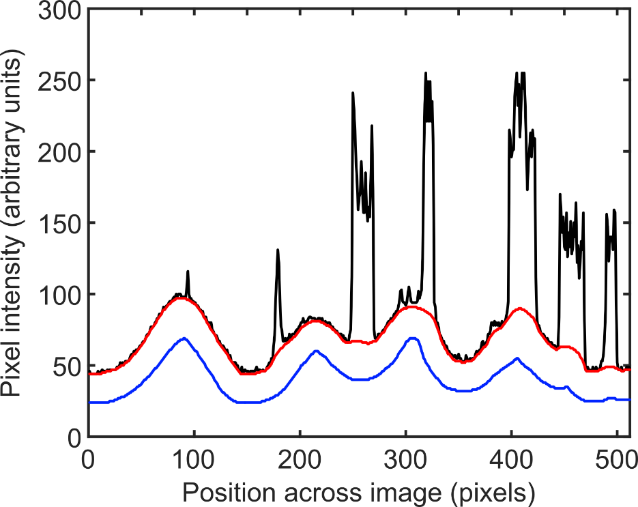 Pixel intensity (arbitrary units)
300
250
200
150
100
50
0
0 100 200 300 400 500
Position across image (pixels)